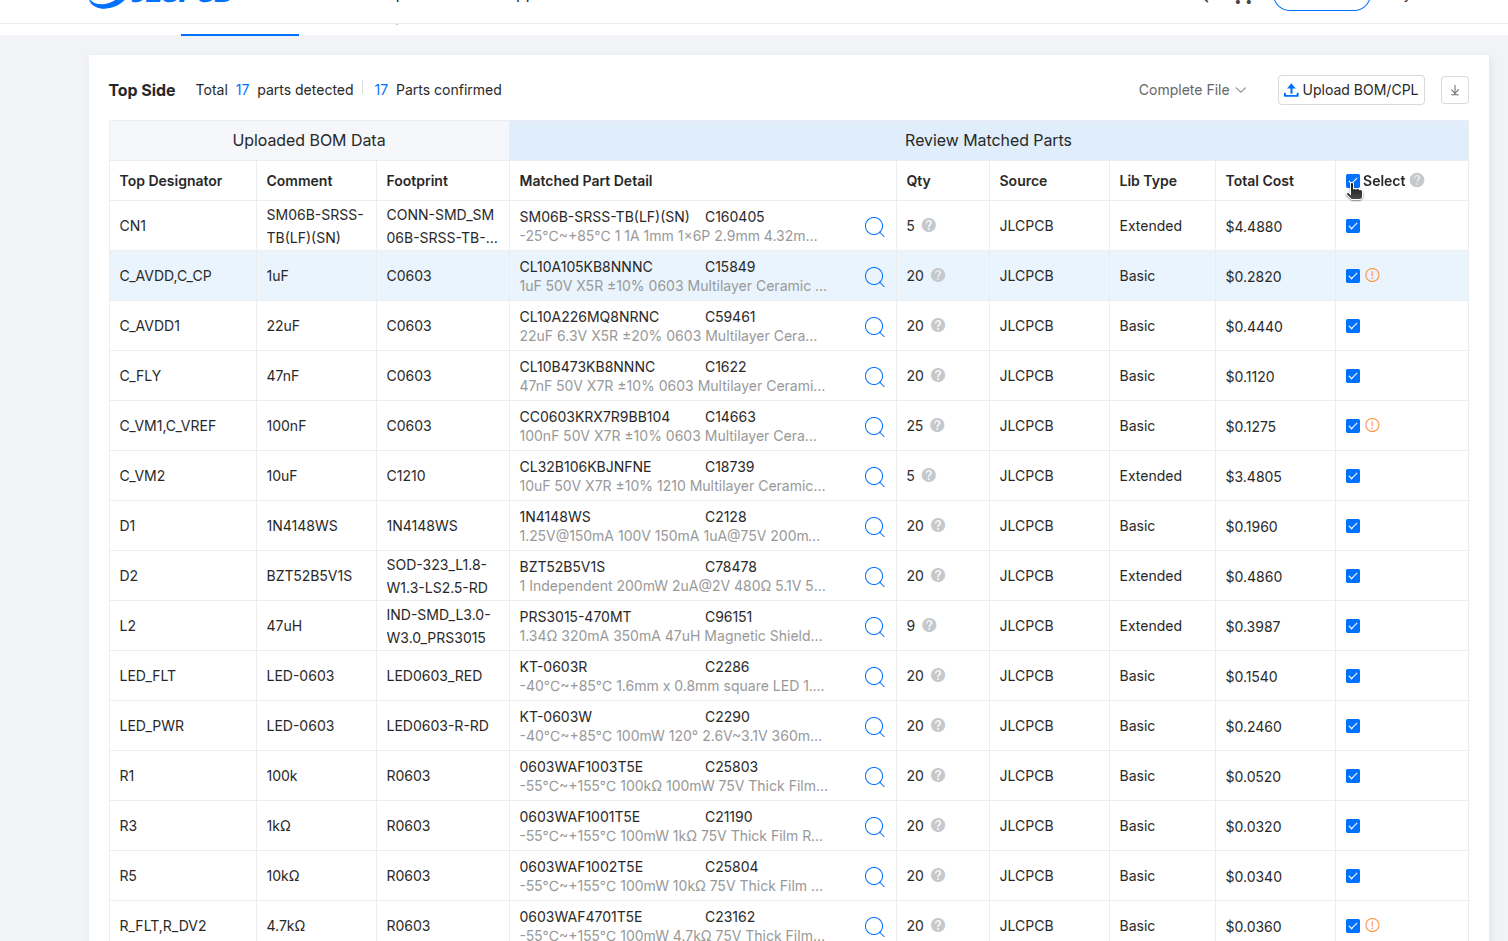 Top Side Total 17 parts detected 17 Parts confirmed Complete File Upload BOM/CPL
Uploaded BOM Data Review Matched Parts
Top Designator Comment Footprint Matched Part Detail Qty Source Lib Type Total Cost Select
CN1 SM06B-SRSS-TB(LF)(SN) CONN-SMD_SM06B-SRSS-TB-... SM06B-SRSS-TB(LF)(SN) C160405 5 JLCPCB Extended $4.4880
-25°C~+85°C 1 1A 1mm 1x6P 2.9mm 4.32m...
C_AVDD,C_CP 1uF C0603 CL10A105KB8NNNC C15849 20 JLCPCB Basic $0.2820
1uF 50V X5R ±10% 0603 Multilayer Ceramic ...
C_AVDD1 22uF C0603 CL10A226MQ8NRNC C59461 20 JLCPCB Basic $0.4440
22uF 6.3V X5R ±20% 0603 Multilayer Cera...
C_FLY 47nF C0603 CL10B473KB8NNNC C1622 20 JLCPCB Basic $0.1120
47nF 50V X7R ±10% 0603 Multilayer Cerami...
C_VM1,C_VREF 100nF C0603 CC0603KRX7R9BB104 C14663 25 JLCPCB Basic $0.1275
100nF 50V X7R ±10% 0603 Multilayer Cera...
C_VM2 10uF C1210 CL32B106KBJNFNE C18739 5 JLCPCB Extended $3.4805
10uF 50V X7R ±10% 1210 Multilayer Ceramic...
D1 1N4148WS 1N4148WS 1N4148WS C2128 20 JLCPCB Basic $0.1960
1.25V@150mA 100V 150mA 1uA@75V 200m...
D2 BZT52B5V1S SOD-323_L1.8-W1.3-LS2.5-RD BZT52B5V1S C78478 20 JLCPCB Extended $0.4860
1 Independent 200mW 2uA@2V 480Ω 5.1V 5...
L2 47uH IND-SMD_L3.0-W3.0_PRS3015 PRS3015-470MT C96151 9 JLCPCB Extended $0.3987
1.34Ω 320mA 350mA 47uH Magnetic Shield...
LED_FLT LED-0603 LED0603_RED KT-0603R C2286 20 JLCPCB Basic $0.1540
-40°C~+85°C 1.6mm x 0.8mm square LED 1....
LED_PWR LED-0603 LED0603-R-RD KT-0603W C2290 20 JLCPCB Basic $0.2460
-40°C~+85°C 100mW 120° 2.6V~3.1V 360m...
R1 100k R0603 0603WAF1003T5E C25803 20 JLCPCB Basic $0.0520
-55°C~+155°C 100kΩ 100mW 75V Thick Film...
R3 1kΩ R0603 0603WAF1001T5E C21190 20 JLCPCB Basic $0.0320
-55°C~+155°C 100mW 1kΩ 75V Thick Film R...
R5 10kΩ R0603 0603WAF1002T5E C25804 20 JLCPCB Basic $0.0340
-55°C~+155°C 100mW 10kΩ 75V Thick Film ...
R_FLT,R_DV2 4.7kΩ R0603 0603WAF4701T5E C23162 20 JLCPCB Basic $0.0360
-55°C~+155°C 100mW 4.7kΩ 75V Thick Film...